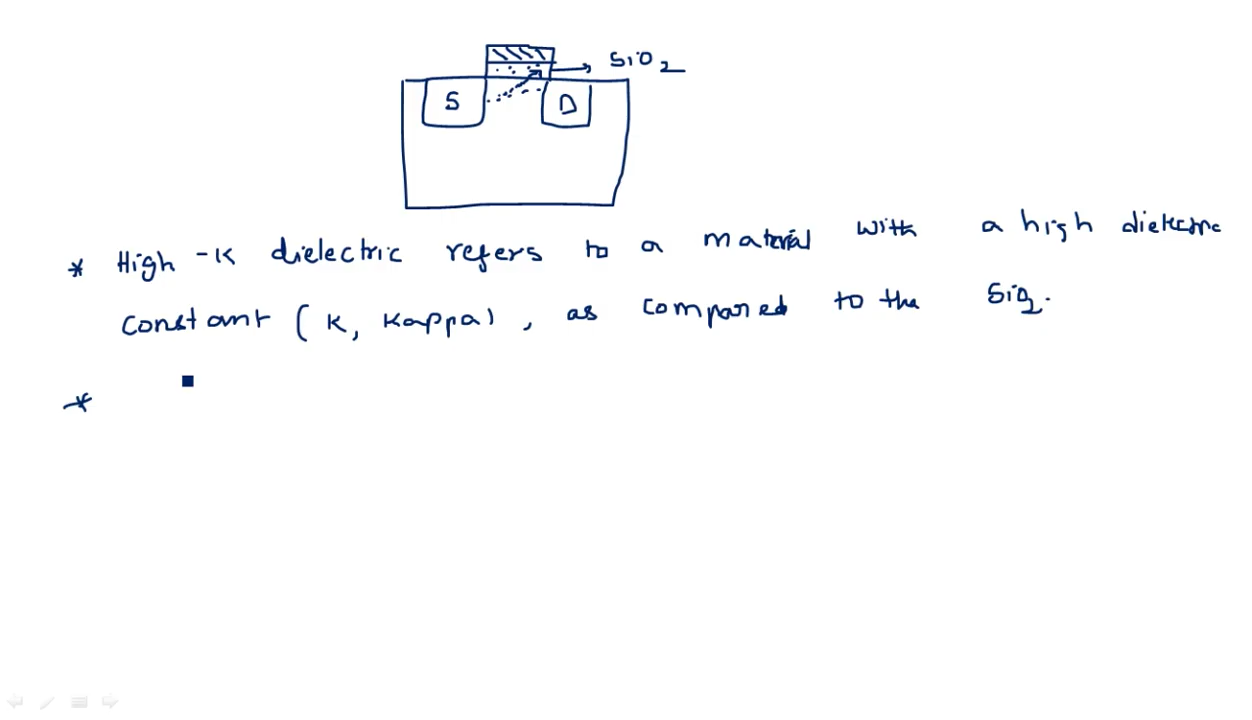 SiO2
S D
* High-K dielectric refers to a material with a high dielectric
constant (K, Kappa), as compared to the SiO2.
*